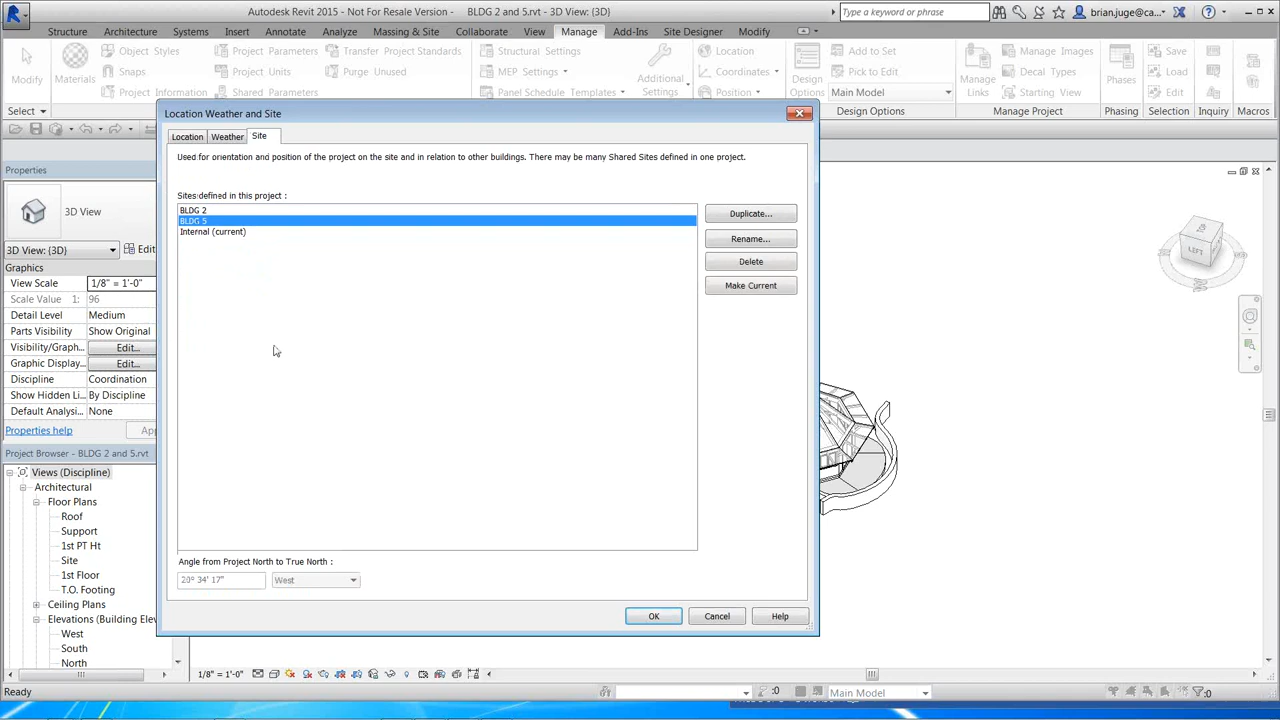 Autodesk Revit 2015 - Not For Resale Version - BLDG 2 and 5.rvt - 3D View: {3D}
Type a keyword or phrase
brian.juge@ca...
Structure Architecture Systems Insert Annotate Analyze Massing & Site Collaborate View Manage Add-Ins Site Designer Modify
Modify
Materials
Object Styles
Snaps
Project Information
Project Parameters
Project Units
Shared Parameters
Transfer Project Standards
Purge Unused
Structural Settings
MEP Settings
Panel Schedule Templates
Additional Settings
Location
Coordinates
Position
Design Options
Add to Set
Pick to Edit
Main Model
Manage Links
Manage Images
Decal Types
Starting View
Phases
Save
Load
Edit
Select
Design Options
Manage Project
Phasing
Selection
Inquiry
Macros
Location Weather and Site
Location Weather Site
Used for orientation and position of the project on the site and in relation to other buildings. There may be many Shared Sites defined in one project.
Sites defined in this project :
BLDG 2
BLDG 5
Internal (current)
Duplicate...
Rename...
Delete
Make Current
Angle from Project North to True North :
20° 34' 17"
West
OK
Cancel
Help
Properties
3D View
3D View: {3D}
Edit
Graphics
View Scale 1/8" = 1'-0"
Scale Value 1: 96
Detail Level Medium
Parts Visibility Show Original
Visibility/Graph... Edit...
Graphic Display... Edit...
Discipline Coordination
Show Hidden Li... By Discipline
Default Analysi... None
Properties help
App
Project Browser - BLDG 2 and 5.rvt
Views (Discipline)
Architectural
Floor Plans
Roof
Support
1st PT Ht
Site
1st Floor
T.O. Footing
Ceiling Plans
Elevations (Building Elev
West
South
North
LEFT
1/8" = 1'-0"
Ready
:0
Main Model
:0